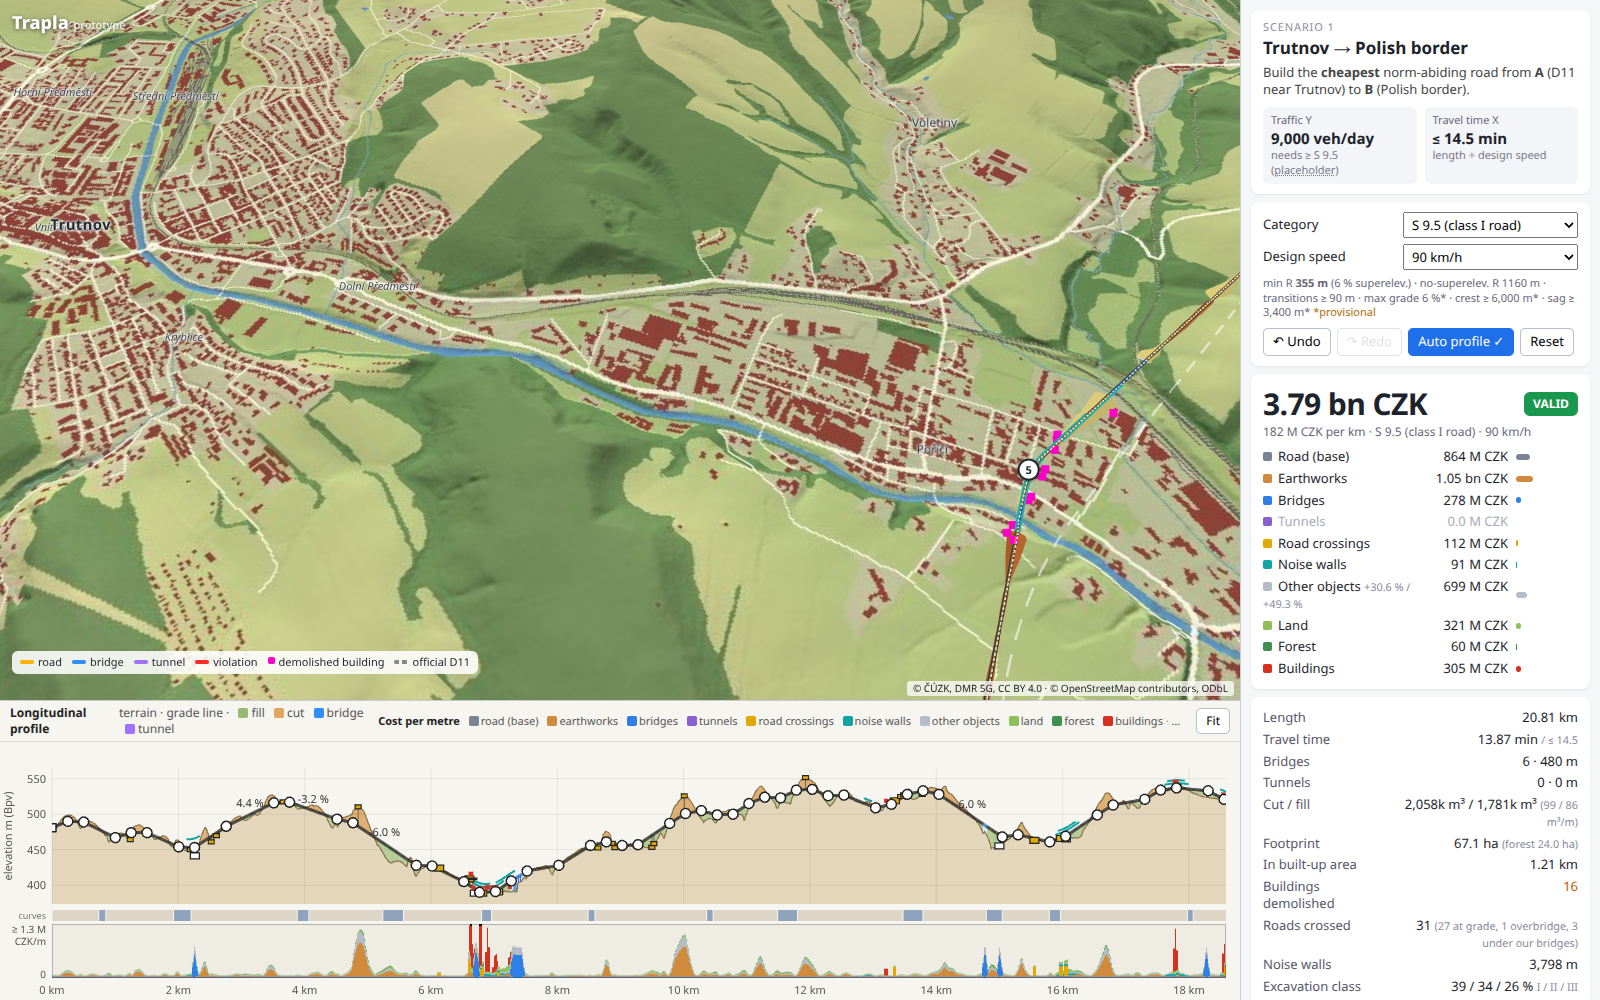 Trapla prototype
Horní Předměstí
Střední Předměstí
Voletiny
Trutnov
Dolní Předměstí
Kryblice
Poříčí
5
road
bridge
tunnel
violation
demolished building
official D11
© ČÚZK, DMR 5G, CC BY 4.0 · © OpenStreetMap contributors, ODbL
SCENARIO 1
Trutnov → Polish border
Build the cheapest norm-abiding road from A (D11
near Trutnov) to B (Polish border).
Traffic Y
9,000 veh/day
needs ≥ S 9.5
(placeholder)
Travel time X
≤ 14.5 min
length ÷ design speed
Category
S 9.5 (class I road)
Design speed
90 km/h
min R 355 m (6 % superelev.) · no-superelev. R 1160 m ·
transitions ≥ 90 m · max grade 6 %* · crest ≥ 6,000 m* · sag ≥
3,400 m* *provisional
↶ Undo
↷ Redo
Auto profile ✓
Reset
3.79 bn CZK
VALID
182 M CZK per km · S 9.5 (class I road) · 90 km/h
Road (base) 864 M CZK
Earthworks 1.05 bn CZK
Bridges 278 M CZK
Tunnels 0.0 M CZK
Road crossings 112 M CZK
Noise walls 91 M CZK
Other objects +30.6 % / 699 M CZK
+49.3 %
Land 321 M CZK
Forest 60 M CZK
Buildings 305 M CZK
Length 20.81 km
Travel time 13.87 min / ≤ 14.5
Bridges 6 · 480 m
Tunnels 0 · 0 m
Cut / fill 2,058k m³ / 1,781k m³ (99 / 86
m³/m)
Footprint 67.1 ha (forest 24.0 ha)
In built-up area 1.21 km
Buildings 16
demolished
Roads crossed 31 (27 at grade, 1 overbridge, 3
under our bridges)
Noise walls 3,798 m
Excavation class 39 / 34 / 26 % I / II / III
Longitudinal
profile
terrain · grade line · fill cut bridge
tunnel
Cost per metre road (base) earthworks bridges tunnels road crossings noise walls other objects land forest buildings · ...
Fit
elevation m (Bpv)
550
500
450
400
4.4 %
-3.2 %
6.0 %
6.0 %
curves
≥ 1.3 M
CZK/m
0
0 km 2 km 4 km 6 km 8 km 10 km 12 km 14 km 16 km 18 km